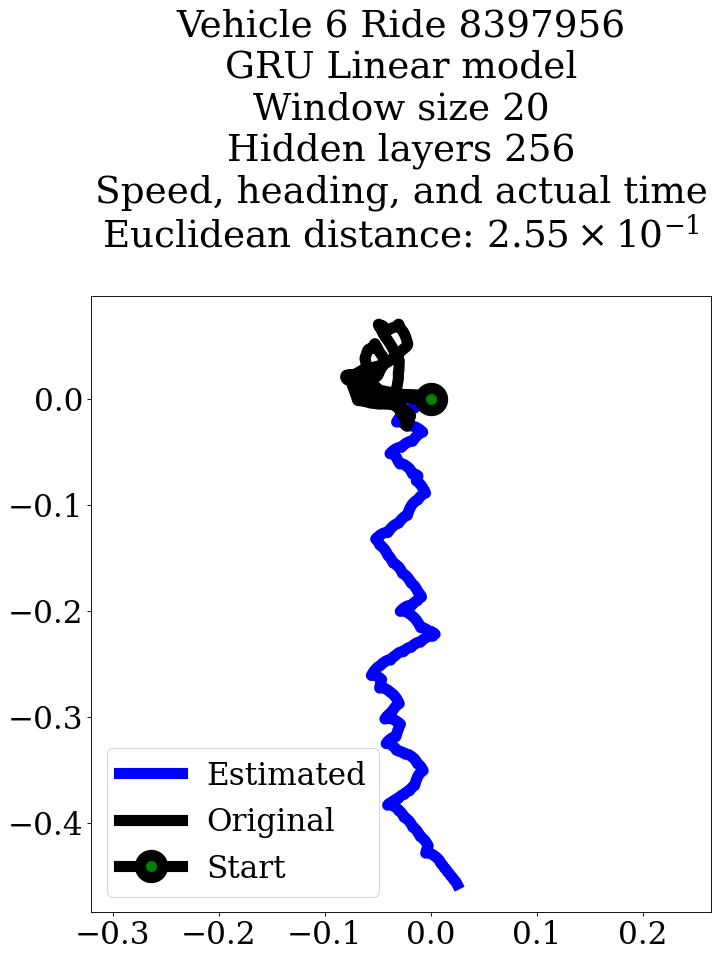 Vehicle 6 Ride 8397956
GRU Linear model
Window size 20
Hidden layers 256
Speed, heading, and actual time
Euclidean distance: 2.55 × 10⁻¹
0.0
−0.1
−0.2
−0.3
−0.4
Estimated
Original
Start
−0.3 −0.2 −0.1 0.0 0.1 0.2